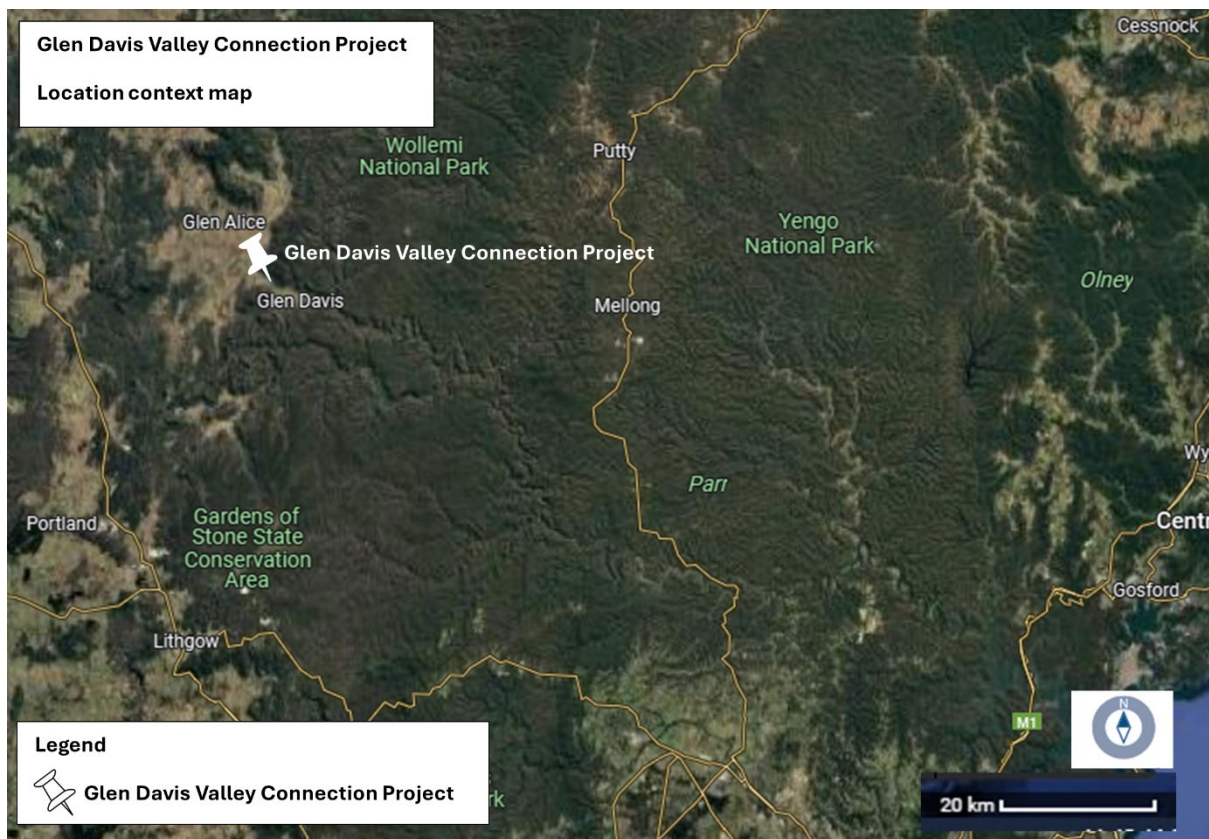 Glen Davis Valley Connection Project
Location context map
Cessnock
Wollemi
National Park
Putty
Glen Alice
Yengo
National Park
Glen Davis Valley Connection Project
Olney
Glen Davis
Mellong
Wy
Parr
Portland
Gardens of
Stone State
Conservation
Area
Centr
Gosford
Lithgow
N
M1
Legend
Glen Davis Valley Connection Project
rk
20 km